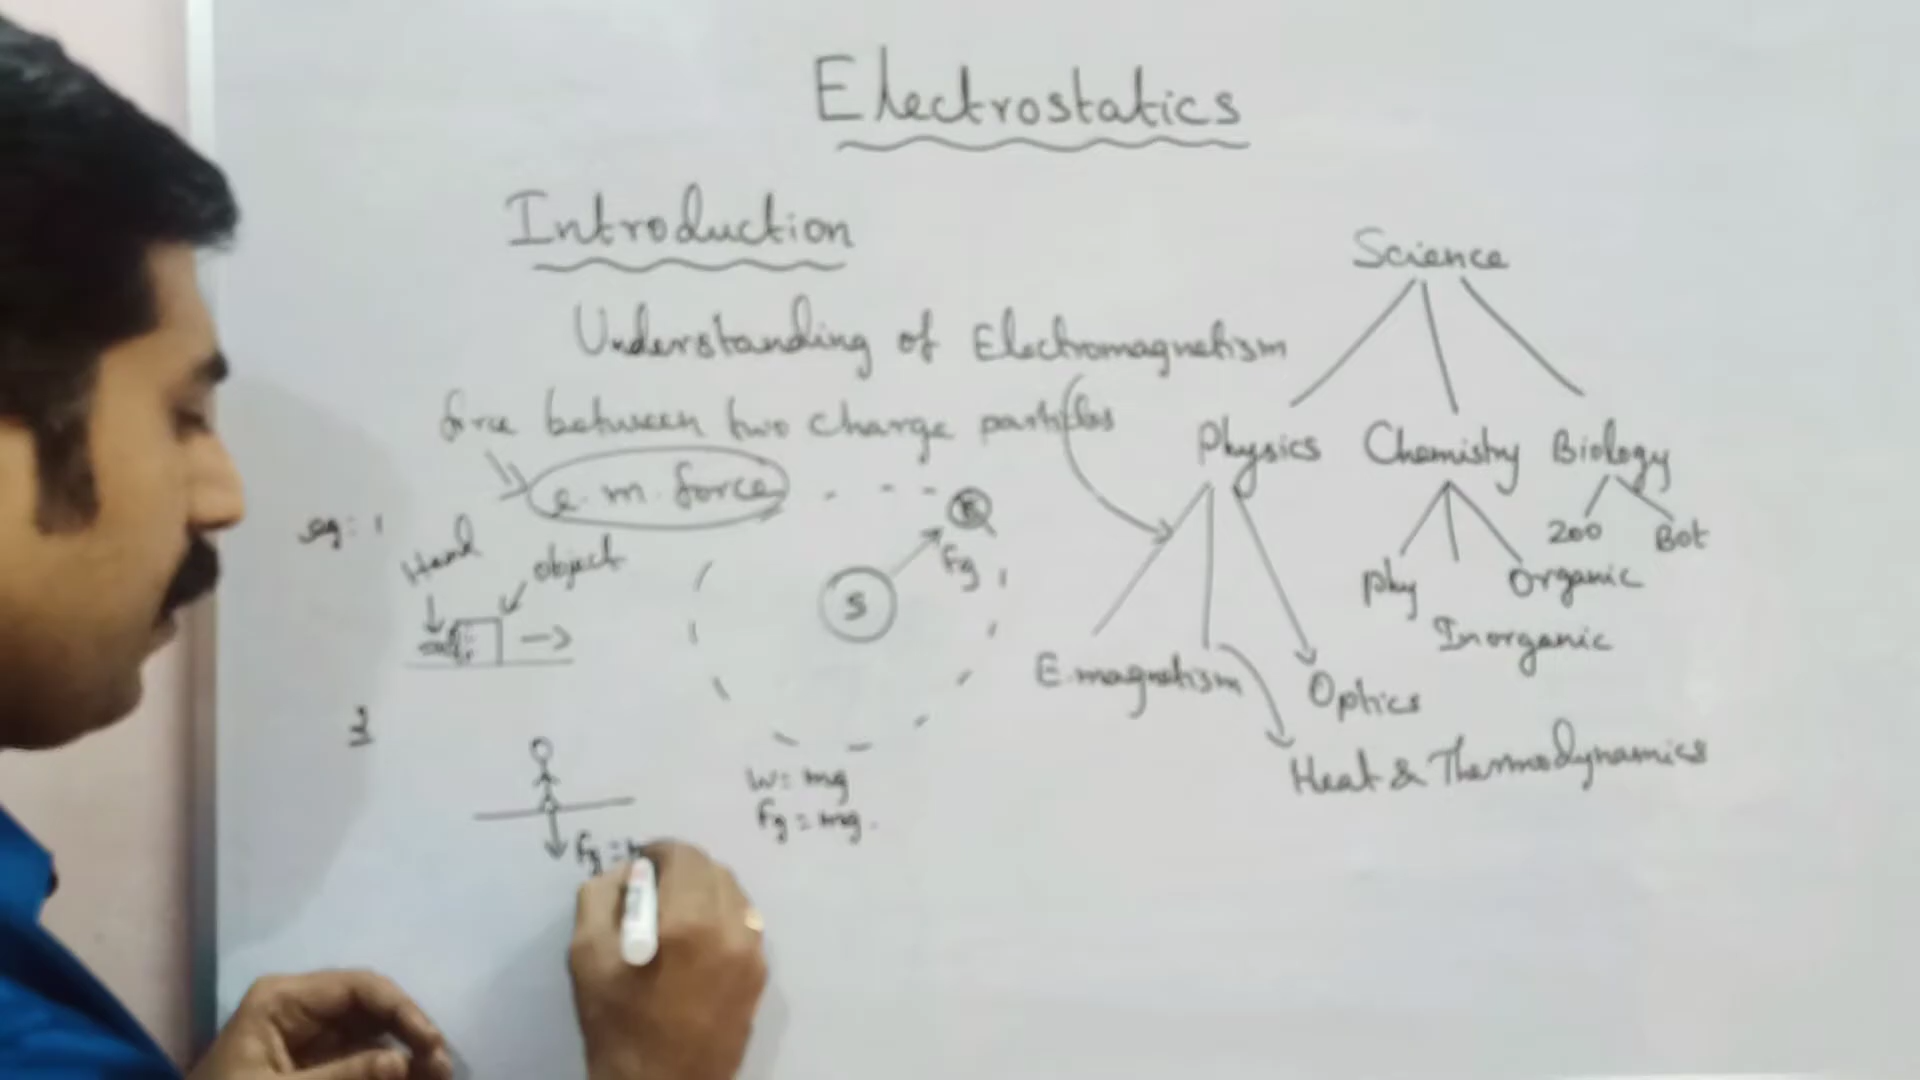 Electrostatics
Introduction
Understanding of Electromagnetism
force between two charge particles
e.m. force
eg: 1
Hand
object
E
Fg
S
2
W = mg
Fg = mg.
Fg = m
Science
Physics Chemistry Biology
Zoo Bot
Phy Organic
Inorganic
E.magnetism Optics
Heat & Thermodynamics